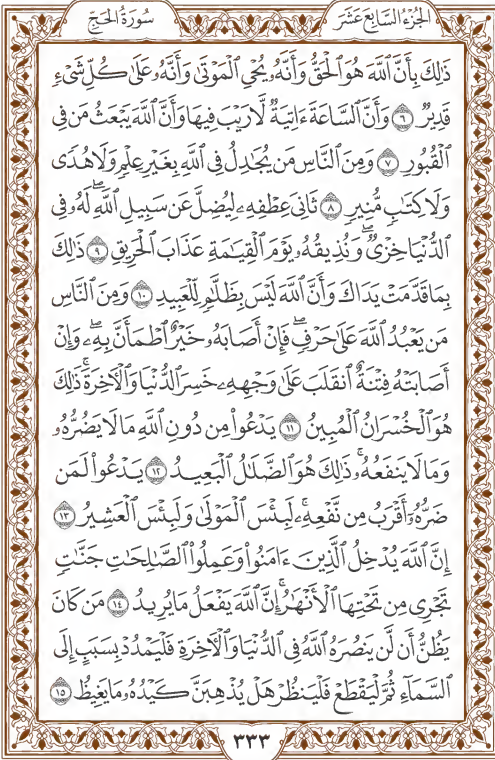 الجزء السابع عشر
سورة الحج
ذَٰلِكَ بِأَنَّ ٱللَّهَ هُوَ ٱلْحَقُّ وَأَنَّهُۥ يُحْىِ ٱلْمَوْتَىٰ وَأَنَّهُۥ عَلَىٰ كُلِّ شَىْءٍ
قَدِيرٌ ٦ وَأَنَّ ٱلسَّاعَةَ ءَاتِيَةٌ لَّا رَيْبَ فِيهَا وَأَنَّ ٱللَّهَ يَبْعَثُ مَن فِى
ٱلْقُبُورِ ٧ وَمِنَ ٱلنَّاسِ مَن يُجَٰدِلُ فِى ٱللَّهِ بِغَيْرِ عِلْمٍ وَلَا هُدًى
وَلَا كِتَٰبٍ مُّنِيرٍ ٨ ثَانِىَ عِطْفِهِۦ لِيُضِلَّ عَن سَبِيلِ ٱللَّهِۖ لَهُۥ فِى
ٱلدُّنْيَا خِزْىٌۖ وَنُذِيقُهُۥ يَوْمَ ٱلْقِيَٰمَةِ عَذَابَ ٱلْحَرِيقِ ٩ ذَٰلِكَ
بِمَا قَدَّمَتْ يَدَاكَ وَأَنَّ ٱللَّهَ لَيْسَ بِظَلَّٰمٍ لِّلْعَبِيدِ ١٠ وَمِنَ ٱلنَّاسِ
مَن يَعْبُدُ ٱللَّهَ عَلَىٰ حَرْفٍۖ فَإِنْ أَصَابَهُۥ خَيْرٌ ٱطْمَأَنَّ بِهِۦۖ وَإِنْ
أَصَابَتْهُ فِتْنَةٌ ٱنقَلَبَ عَلَىٰ وَجْهِهِۦ خَسِرَ ٱلدُّنْيَا وَٱلْءَاخِرَةَۚ ذَٰلِكَ
هُوَ ٱلْخُسْرَانُ ٱلْمُبِينُ ١١ يَدْعُوا۟ مِن دُونِ ٱللَّهِ مَا لَا يَضُرُّهُۥ
وَمَا لَا يَنفَعُهُۥۚ ذَٰلِكَ هُوَ ٱلضَّلَٰلُ ٱلْبَعِيدُ ١٢ يَدْعُوا۟ لَمَن
ضَرُّهُۥٓ أَقْرَبُ مِن نَّفْعِهِۦۚ لَبِئْسَ ٱلْمَوْلَىٰ وَلَبِئْسَ ٱلْعَشِيرُ ١٣
إِنَّ ٱللَّهَ يُدْخِلُ ٱلَّذِينَ ءَامَنُوا۟ وَعَمِلُوا۟ ٱلصَّٰلِحَٰتِ جَنَّٰتٍ
تَجْرِى مِن تَحْتِهَا ٱلْأَنْهَٰرُۚ إِنَّ ٱللَّهَ يَفْعَلُ مَا يُرِيدُ ١٤ مَن كَانَ
يَظُنُّ أَن لَّن يَنصُرَهُ ٱللَّهُ فِى ٱلدُّنْيَا وَٱلْءَاخِرَةِ فَلْيَمْدُدْ بِسَبَبٍ إِلَى
ٱلسَّمَآءِ ثُمَّ لْيَقْطَعْ فَلْيَنظُرْ هَلْ يُذْهِبَنَّ كَيْدُهُۥ مَا يَغِيظُ ١٥
٣٣٣